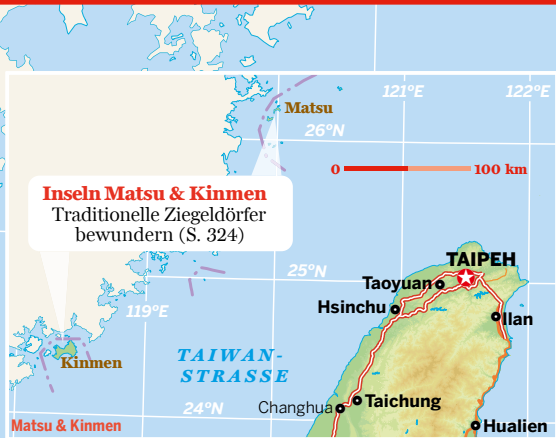 121°E
122°E
Matsu
26°N
0
100 km
Inseln Matsu & Kinmen
Traditionelle Ziegeldörfer
bewundern (S. 324)
TAIPEH
25°N
Taoyuan
119°E
Hsinchu
Ilan
TAIWAN-
STRASSE
Kinmen
24°N
Changhua
Taichung
Matsu & Kinmen
Hualien